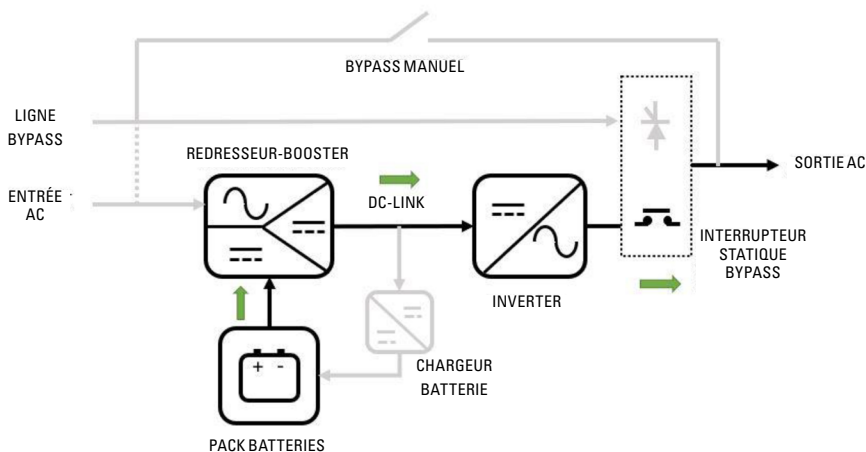 BYPASS MANUEL
LIGNE
BYPASS
REDRESSEUR-BOOSTER
SORTIE AC
ENTRÉE
AC
DC-LINK
INTERRUPTEUR
STATIQUE
BYPASS
INVERTER
+ -
CHARGEUR
BATTERIE
PACK BATTERIES